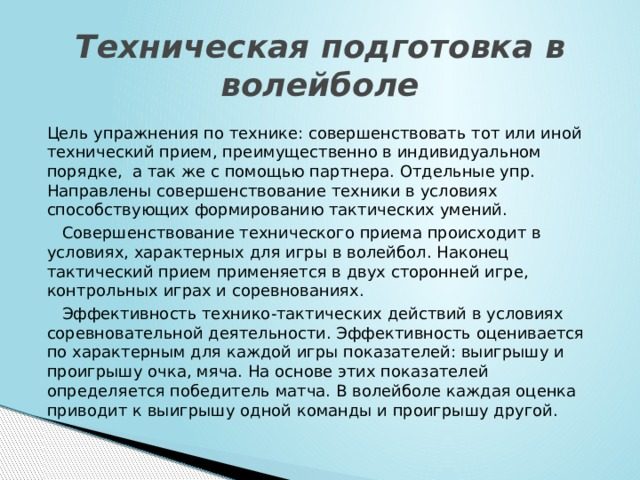 Техническая подготовка в
волейболе
Цель упражнения по технике: совершенствовать тот или иной
технический прием, преимущественно в индивидуальном
порядке,  а так же с помощью партнера. Отдельные упр.
Направлены совершенствование техники в условиях
способствующих формированию тактических умений.
Совершенствование технического приема происходит в
условиях, характерных для игры в волейбол. Наконец
тактический прием применяется в двух сторонней игре,
контрольных играх и соревнованиях.
Эффективность технико-тактических действий в условиях
соревновательной деятельности. Эффективность оценивается
по характерным для каждой игры показателей: выигрышу и
проигрышу очка, мяча. На основе этих показателей
определяется победитель матча. В волейболе каждая оценка
приводит к выигрышу одной команды и проигрышу другой.